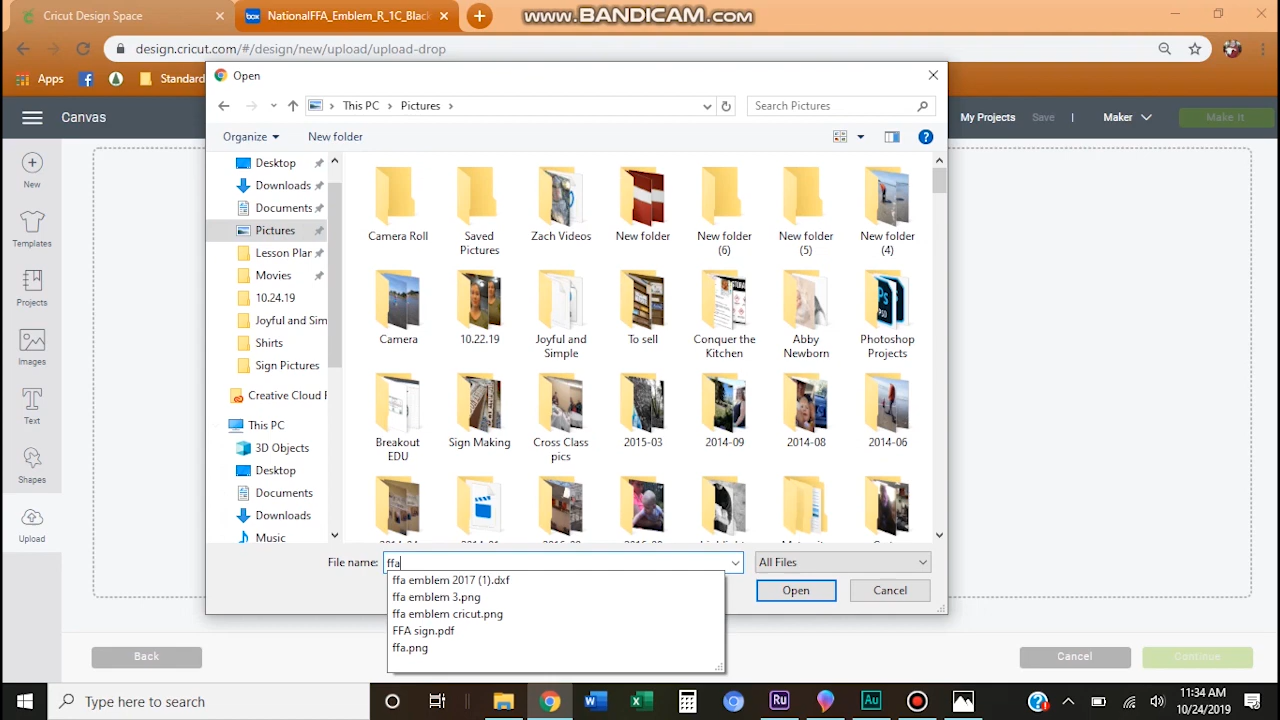 Cricut Design Space
NationalFFA_Emblem_R_1C_Black
www.BANDICAM.com
design.cricut.com/#/design/new/upload/upload-drop
Apps
Standard
Open
This PC
Pictures
Search Pictures
Organize
New folder
Canvas
My Projects
Save
Maker
Make It
New
Templates
Projects
Images
Text
Shapes
Upload
Desktop
Downloads
Documents
Pictures
Lesson Plar
Movies
10.24.19
Joyful and Sim
Shirts
Sign Pictures
Creative Cloud F
This PC
3D Objects
Desktop
Documents
Downloads
Music
Camera Roll
Saved
Pictures
Zach Videos
New folder
New folder
(6)
New folder
(5)
New folder
(4)
Camera
10.22.19
Joyful and
Simple
To sell
Conquer the
Kitchen
Abby
Newborn
Photoshop
Projects
Breakout
EDU
Sign Making
Cross Classics
pics
2015-03
2014-09
2014-08
2014-06
File name:
ffa
All Files
ffa emblem 2017 (1).dxf
ffa emblem 3.png
ffa emblem cricut.png
FFA sign.pdf
ffa.png
Open
Cancel
Back
Cancel
Continue
Type here to search
11:34 AM
10/24/2019